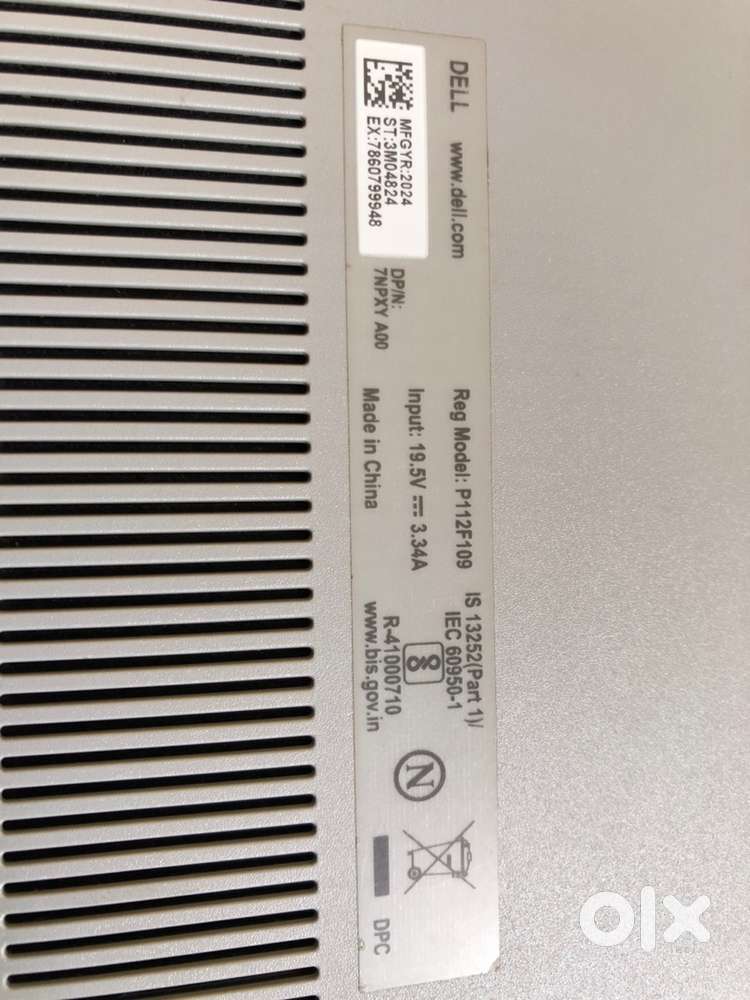 DELL www.dell.com
MFGYR:2024
ST:3M04824
EX:7860799948
DP/N:
7NPXY A00
Reg Model: P112F109
Input: 19.5V ⎓ 3.34A
Made in China
IS 13252(Part 1)/
IEC 60950-1
R-41000710
www.bis.gov.in
N
DPC
olx